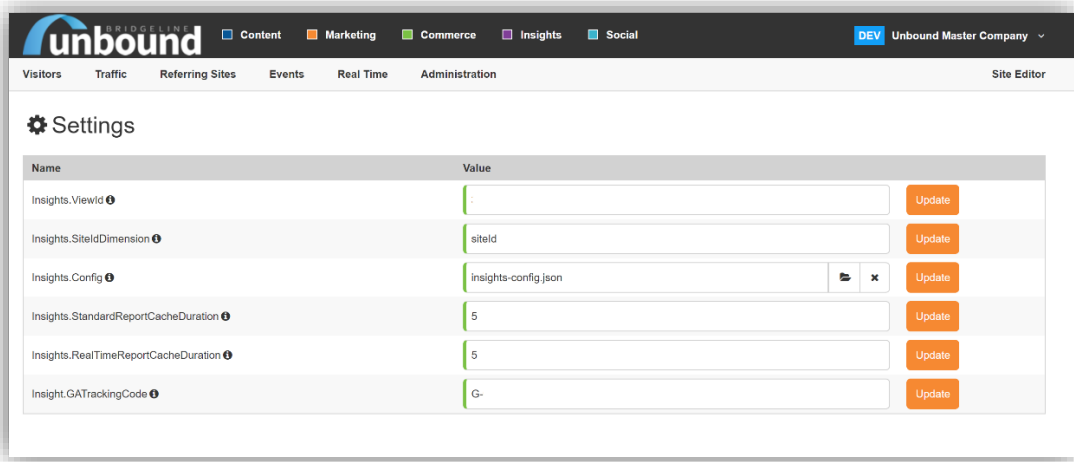 BRIDGELINE
unbound
Content Marketing Commerce Insights Social DEV Unbound Master Company
Visitors Traffic Referring Sites Events Real Time Administration Site Editor
Settings
Name Value
Insights.ViewId Update
Insights.SiteIdDimension siteId Update
Insights.Config insights-config.json Update
Insights.StandardReportCacheDuration 5 Update
Insights.RealTimeReportCacheDuration 5 Update
Insight.GATrackingCode G- Update